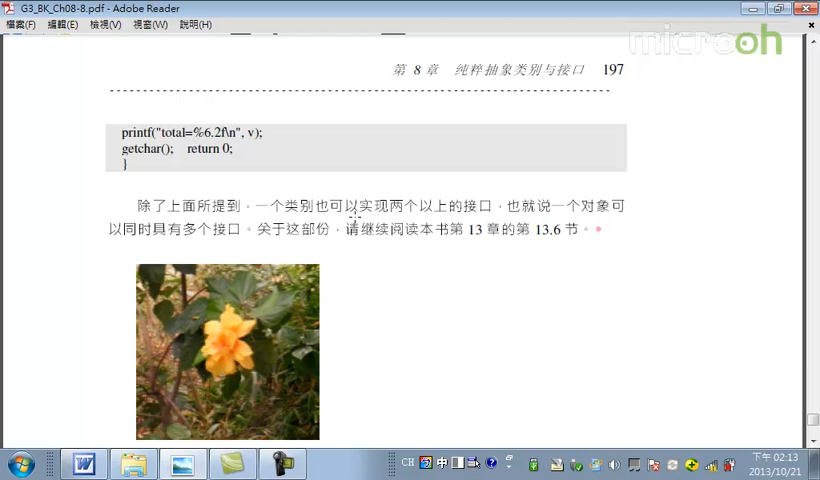 G3_BK_Ch08-8.pdf - Adobe Reader
檔案(F) 編輯(E) 檢視(V) 視窗(W) 說明(H)
microoh
第 8 章 纯粹抽象类别与接口 197
printf("total=%6.2f\n", v);
getchar(); return 0;
}
除了上面所提到，一个类别也可以实现两个以上的接口，也就说一个对象可
以同时具有多个接口。关于这部份，请继续阅读本书第 13 章的第 13.6 节。
CH 中
下午 02:13
2013/10/21